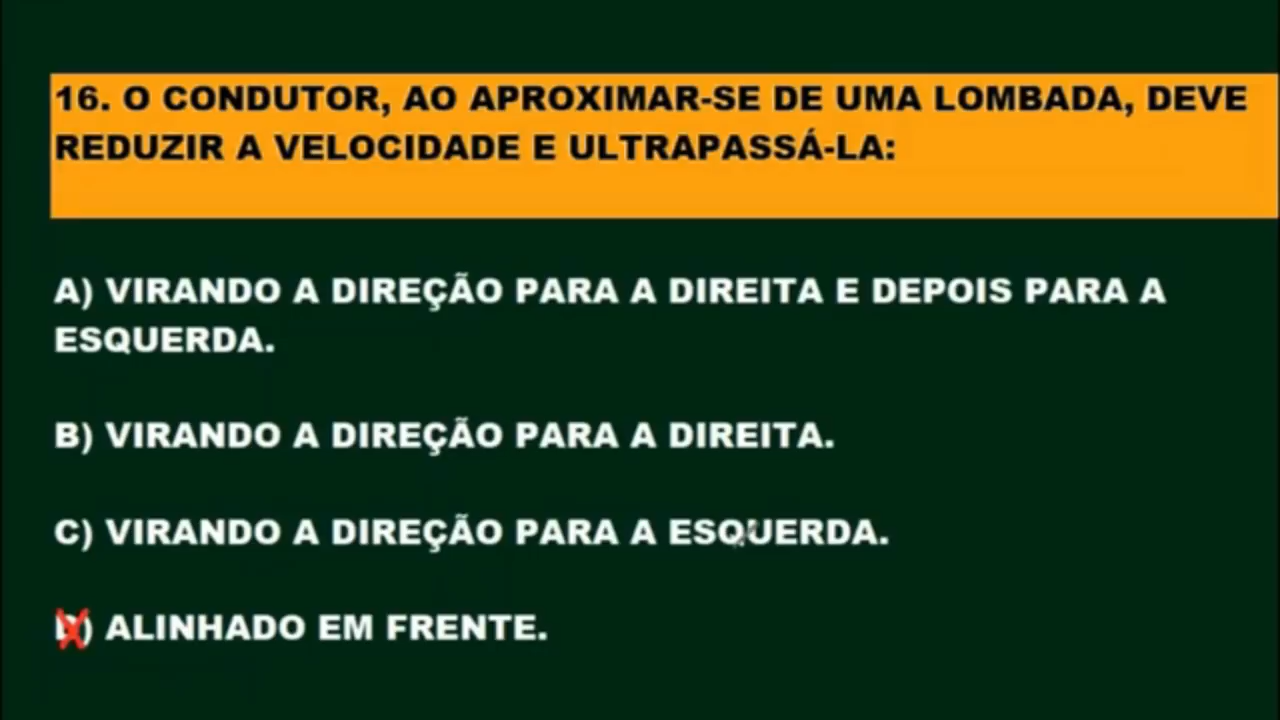 16. O CONDUTOR, AO APROXIMAR-SE DE UMA LOMBADA, DEVE
REDUZIR A VELOCIDADE E ULTRAPASSÁ-LA:
A) VIRANDO A DIREÇÃO PARA A DIREITA E DEPOIS PARA A
ESQUERDA.
B) VIRANDO A DIREÇÃO PARA A DIREITA.
C) VIRANDO A DIREÇÃO PARA A ESQUERDA.
D) ALINHADO EM FRENTE.